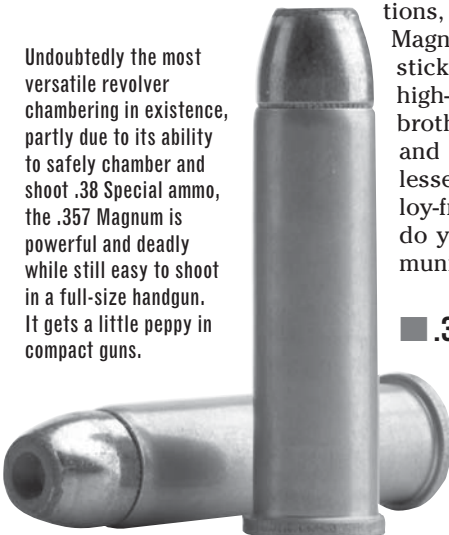 Undoubtedly the most
versatile revolver
chambering in existence,
partly due to its ability
to safely chamber and
shoot .38 Special ammo,
the .357 Magnum is
powerful and deadly
while still easy to shoot
in a full-size handgun.
It gets a little peppy in
compact guns.
tions,
Magn
stick
high-
broth
and
lesse
loy-fr
do y
muni